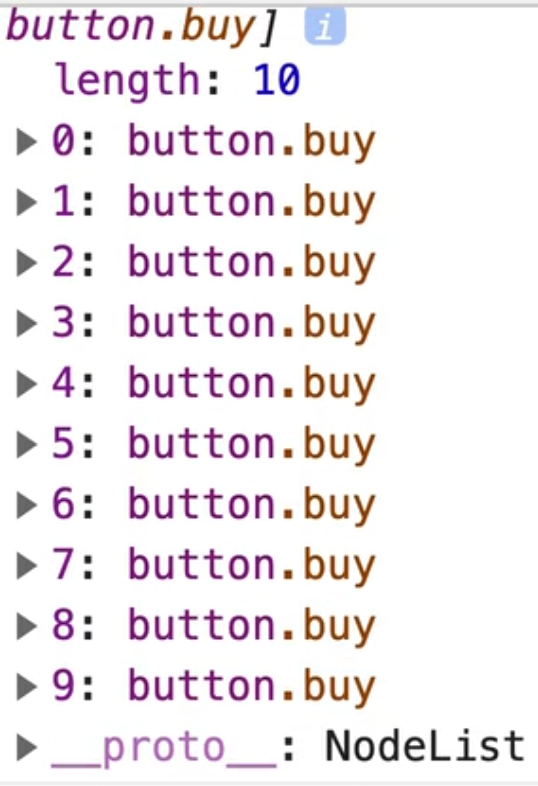 button.buy] i
length: 10
0: button.buy
1: button.buy
2: button.buy
3: button.buy
4: button.buy
5: button.buy
6: button.buy
7: button.buy
8: button.buy
9: button.buy
__proto__: NodeList